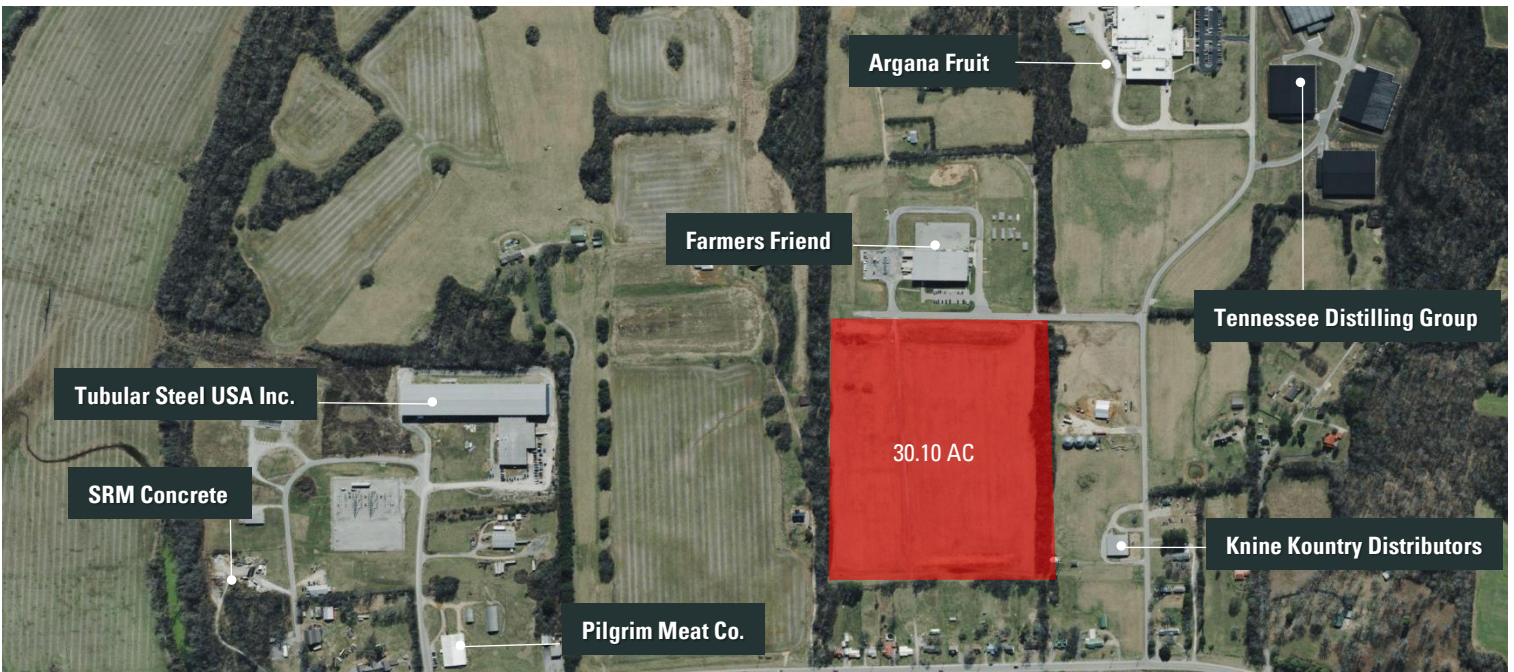 Argana Fruit
Farmers Friend
Tennessee Distilling Group
Tubular Steel USA Inc.
30.10 AC
SRM Concrete
Knine Kountry Distributors
Pilgrim Meat Co.